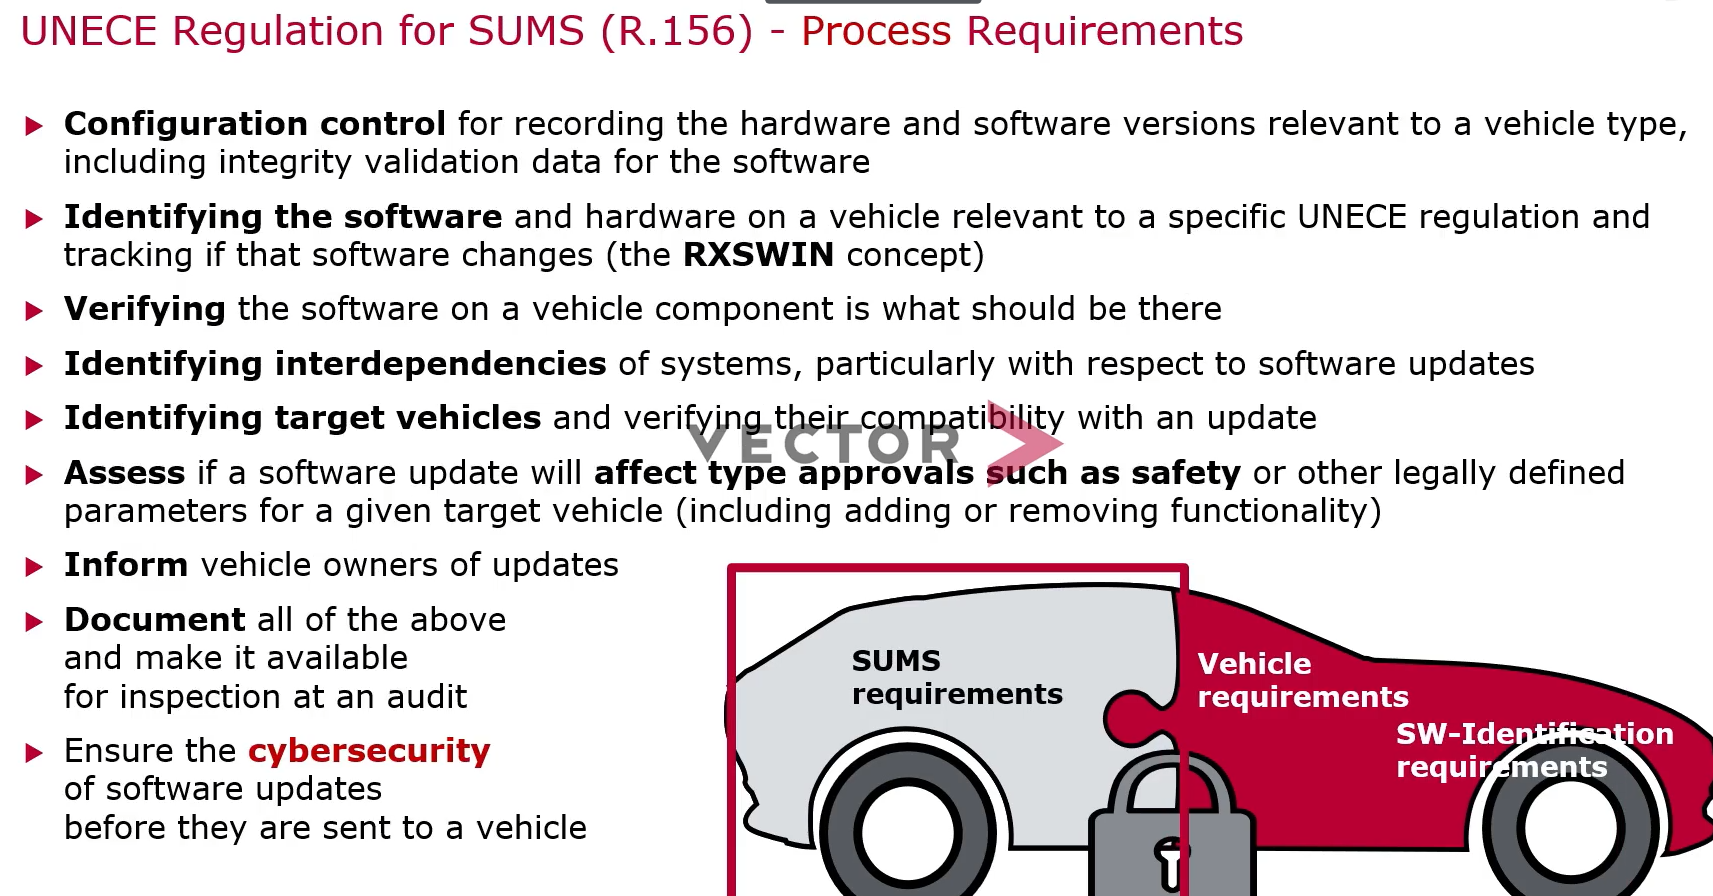 UNECE Regulation for SUMS (R.156) - Process Requirements
Configuration control for recording the hardware and software versions relevant to a vehicle type,
including integrity validation data for the software
Identifying the software and hardware on a vehicle relevant to a specific UNECE regulation and
tracking if that software changes (the RXSWIN concept)
Verifying the software on a vehicle component is what should be there
Identifying interdependencies of systems, particularly with respect to software updates
Identifying target vehicles and verifying their compatibility with an update
VECTOR
Assess if a software update will affect type approvals such as safety or other legally defined
parameters for a given target vehicle (including adding or removing functionality)
Inform vehicle owners of updates
Document all of the above
and make it available
for inspection at an audit
Ensure the cybersecurity
of software updates
before they are sent to a vehicle
SUMS
requirements
Vehicle
requirements
SW-Identification
requirements